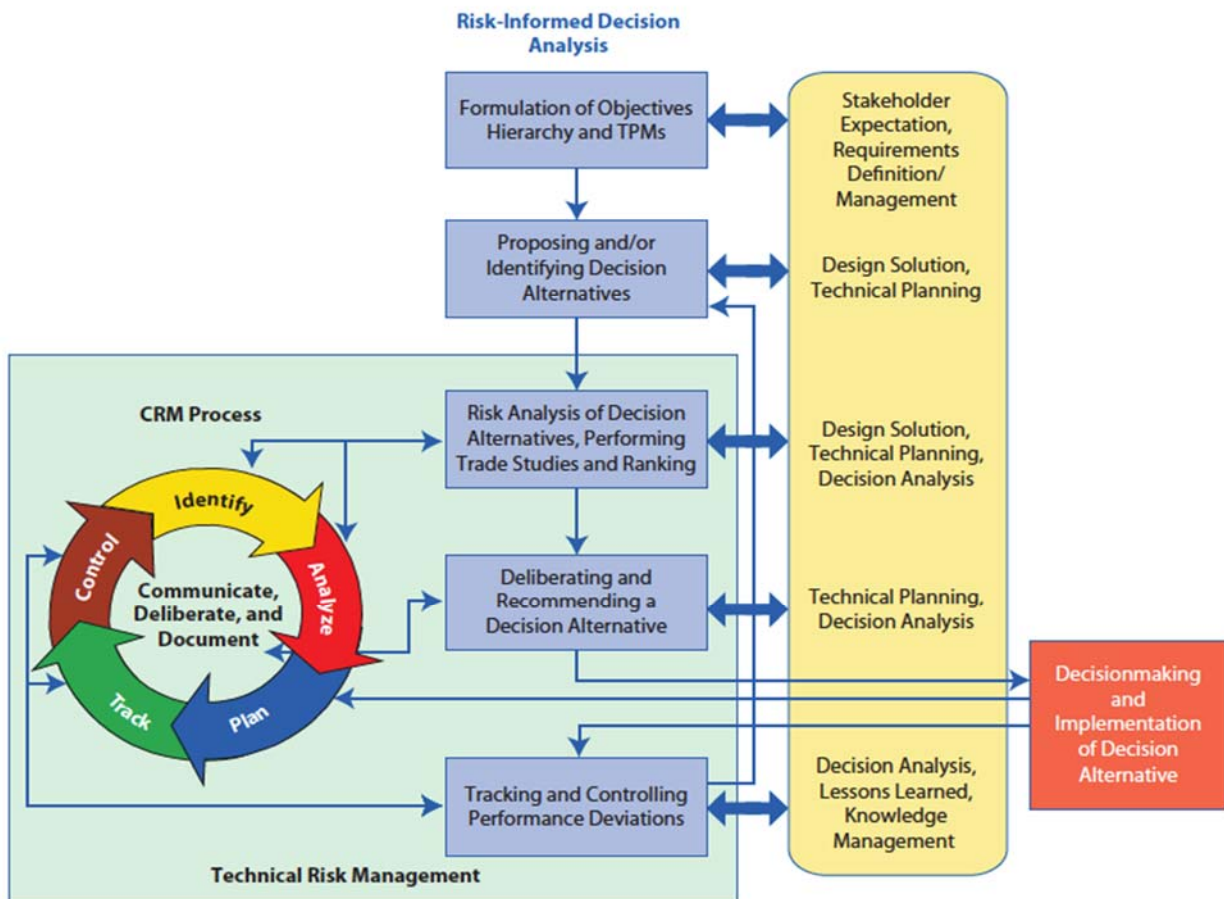 Risk-Informed Decision
Analysis
Formulation of Objectives
Hierarchy and TPMs
Stakeholder
Expectation,
Requirements
Definition/
Management
Proposing and/or
Identifying Decision
Alternatives
Design Solution,
Technical Planning
CRM Process
Risk Analysis of Decision
Alternatives, Performing
Trade Studies and Ranking
Design Solution,
Technical Planning,
Decision Analysis
Identify
Analyze
Plan
Track
Control
Communicate,
Deliberate, and
Document
Deliberating and
Recommending a
Decision Alternative
Technical Planning,
Decision Analysis
Decisionmaking
and
Implementation
of Decision
Alternative
Tracking and Controlling
Performance Deviations
Decision Analysis,
Lessons Learned,
Knowledge
Management
Technical Risk Management